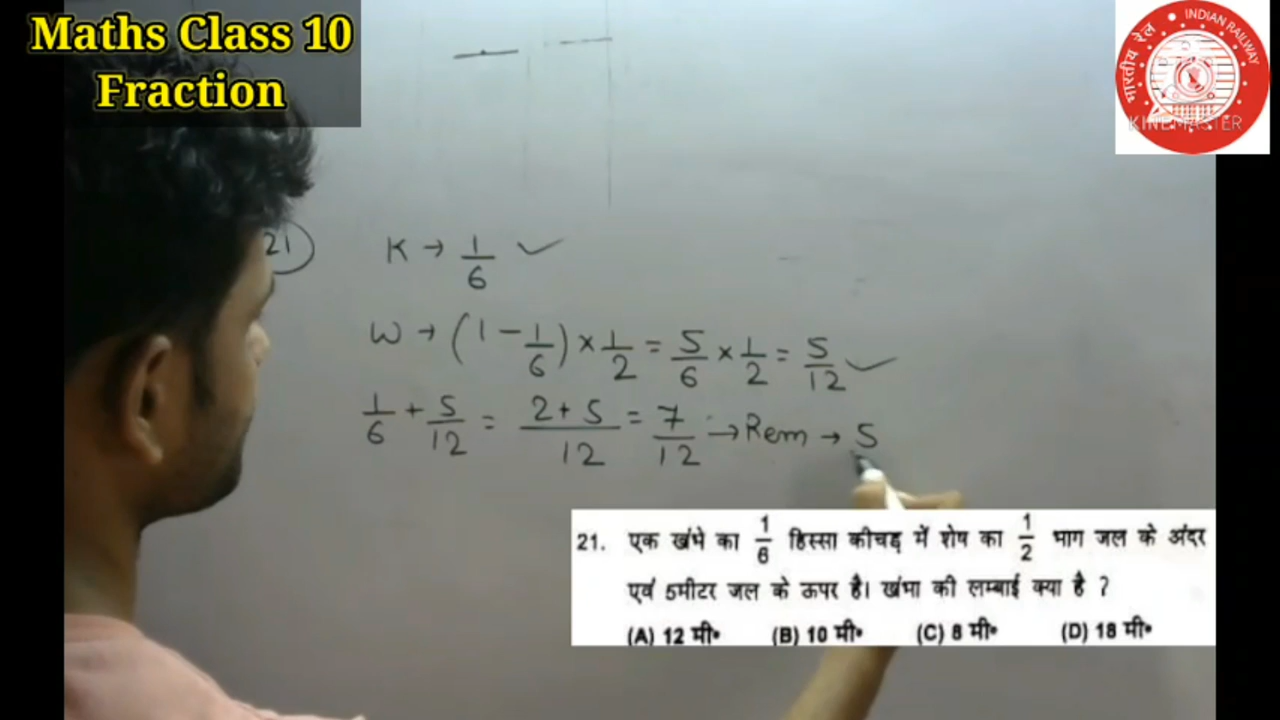 Maths Class 10
Fraction
भारतीय रेल INDIAN RAILWAY
KINEMASTER
21) K → 1/6 ✓
W → (1 - 1/6) × 1/2 = 5/6 × 1/2 = 5/12 ✓
1/6 + 5/12 = 2+5/12 = 7/12 → Rem → 5
21. एक खंभे का 1/6 हिस्सा कीचड़ में शेष का 1/2 भाग जल के अंदर
एवं 5मीटर जल के ऊपर है। खंभा की लम्बाई क्या है ?
(A) 12 मी॰ (B) 10 मी॰ (C) 8 मी॰ (D) 18 मी॰